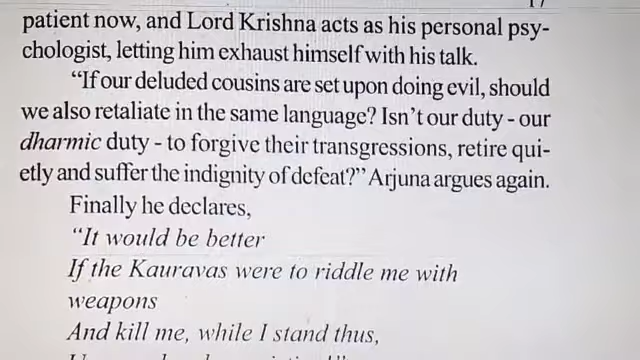 17
patient now, and Lord Krishna acts as his personal psy-
chologist, letting him exhaust himself with his talk.
“If our deluded cousins are set upon doing evil, should
we also retaliate in the same language? Isn’t our duty - our
dharmic duty - to forgive their transgressions, retire qui-
etly and suffer the indignity of defeat?” Arjuna argues again.
Finally he declares,
“It would be better
If the Kauravas were to riddle me with
weapons
And kill me, while I stand thus,